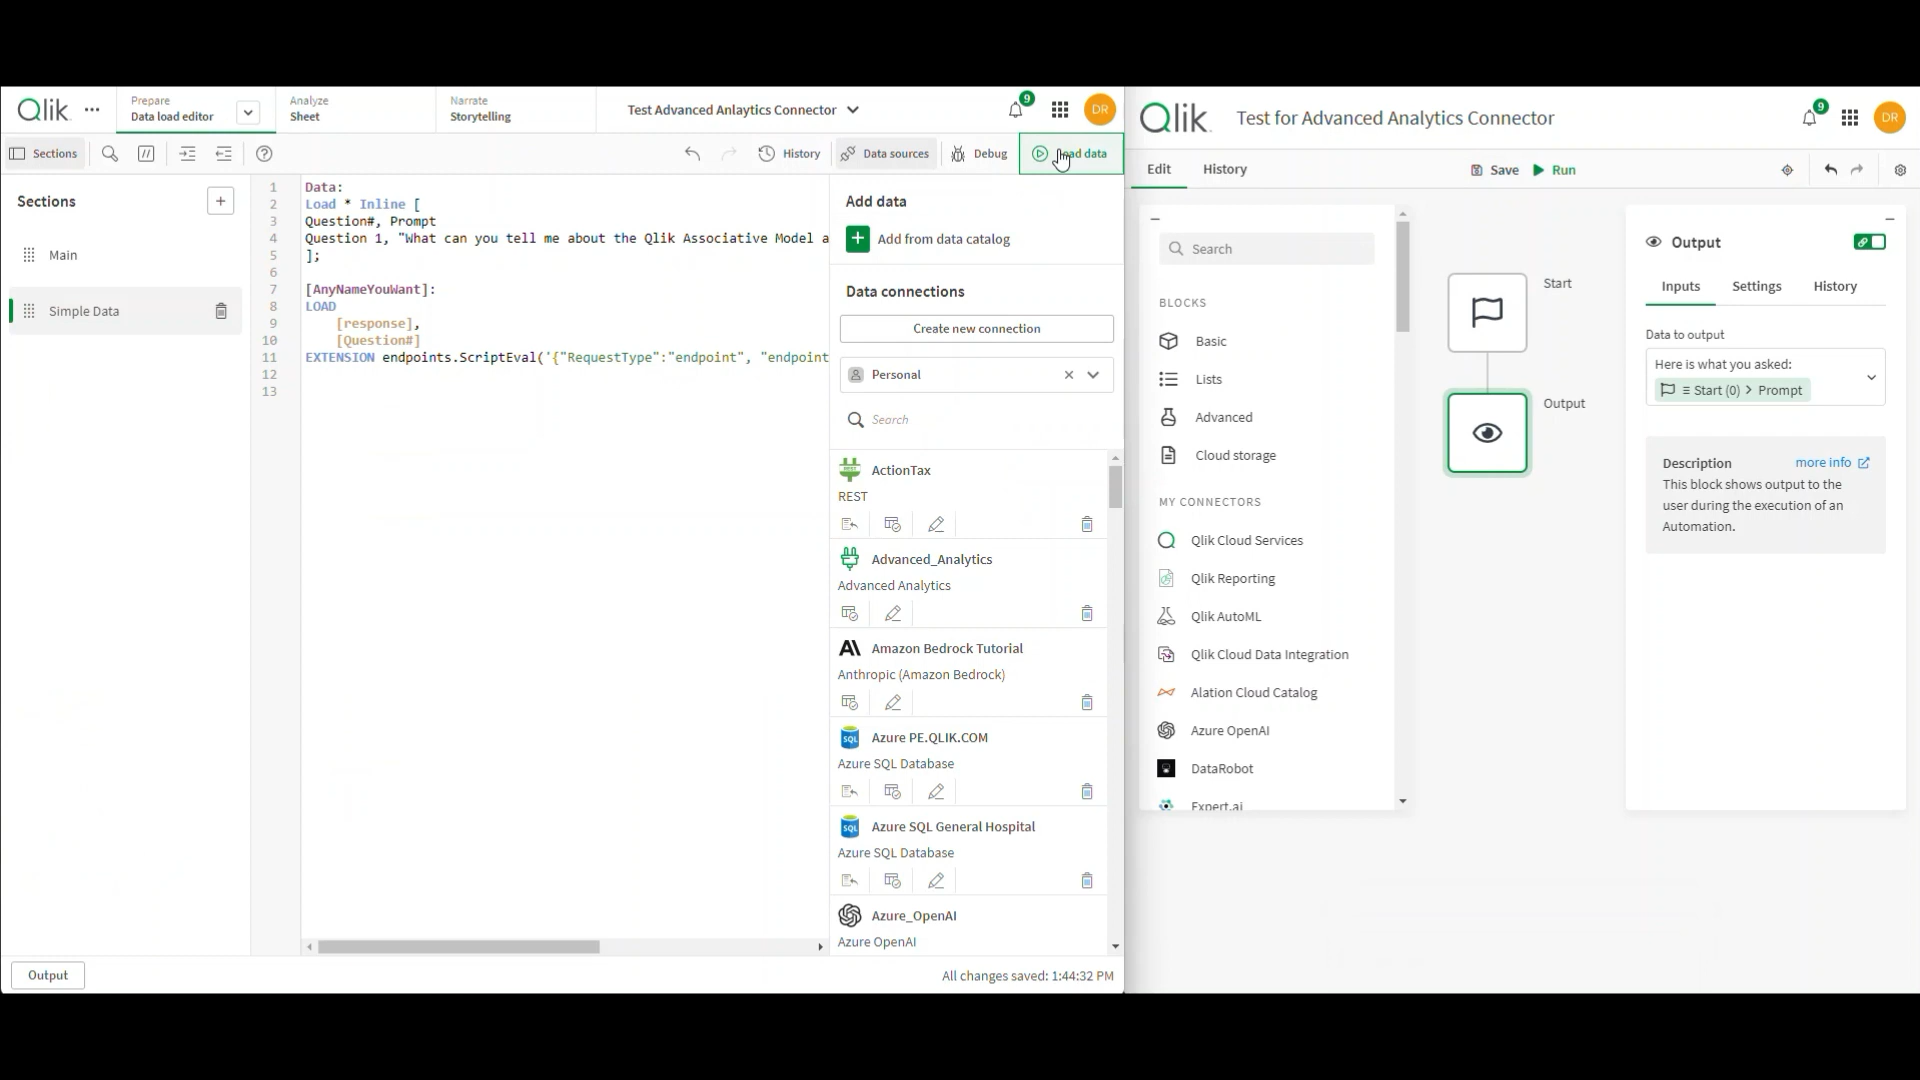 Qlik
Prepare
Data load editor
Analyze
Sheet
Narrate
Storytelling
Test Advanced Anlaytics Connector
9
DR
Sections
//
History
Data sources
Debug
ad data
Sections
Main
Simple Data
1 Data:
2 Load * Inline [
3 Question#, Prompt
4 Question 1, "What can you tell me about the Qlik Associative Model a
5 ];
6
7 [AnyNameYouWant]:
8 LOAD
9 [response],
10 [Question#]
11 EXTENSION endpoints.ScriptEval('{"RequestType":"endpoint", "endpoint
12
13
Add data
Add from data catalog
Data connections
Create new connection
Personal
Search
ActionTax
REST
Advanced_Analytics
Advanced Analytics
Amazon Bedrock Tutorial
Anthropic (Amazon Bedrock)
Azure PE.QLIK.COM
Azure SQL Database
Azure SQL General Hospital
Azure SQL Database
Azure_OpenAI
Azure OpenAI
Output
All changes saved: 1:44:32 PM
Qlik
Test for Advanced Analytics Connector
9
DR
Edit
History
Save
Run
Search
BLOCKS
Basic
Lists
Advanced
Cloud storage
MY CONNECTORS
Qlik Cloud Services
Qlik Reporting
Qlik AutoML
Qlik Cloud Data Integration
Alation Cloud Catalog
Azure OpenAI
DataRobot
Expert.ai
Start
Output
Output
Inputs
Settings
History
Data to output
Here is what you asked:
Start (0) > Prompt
Description
more info
This block shows output to the
user during the execution of an
Automation.